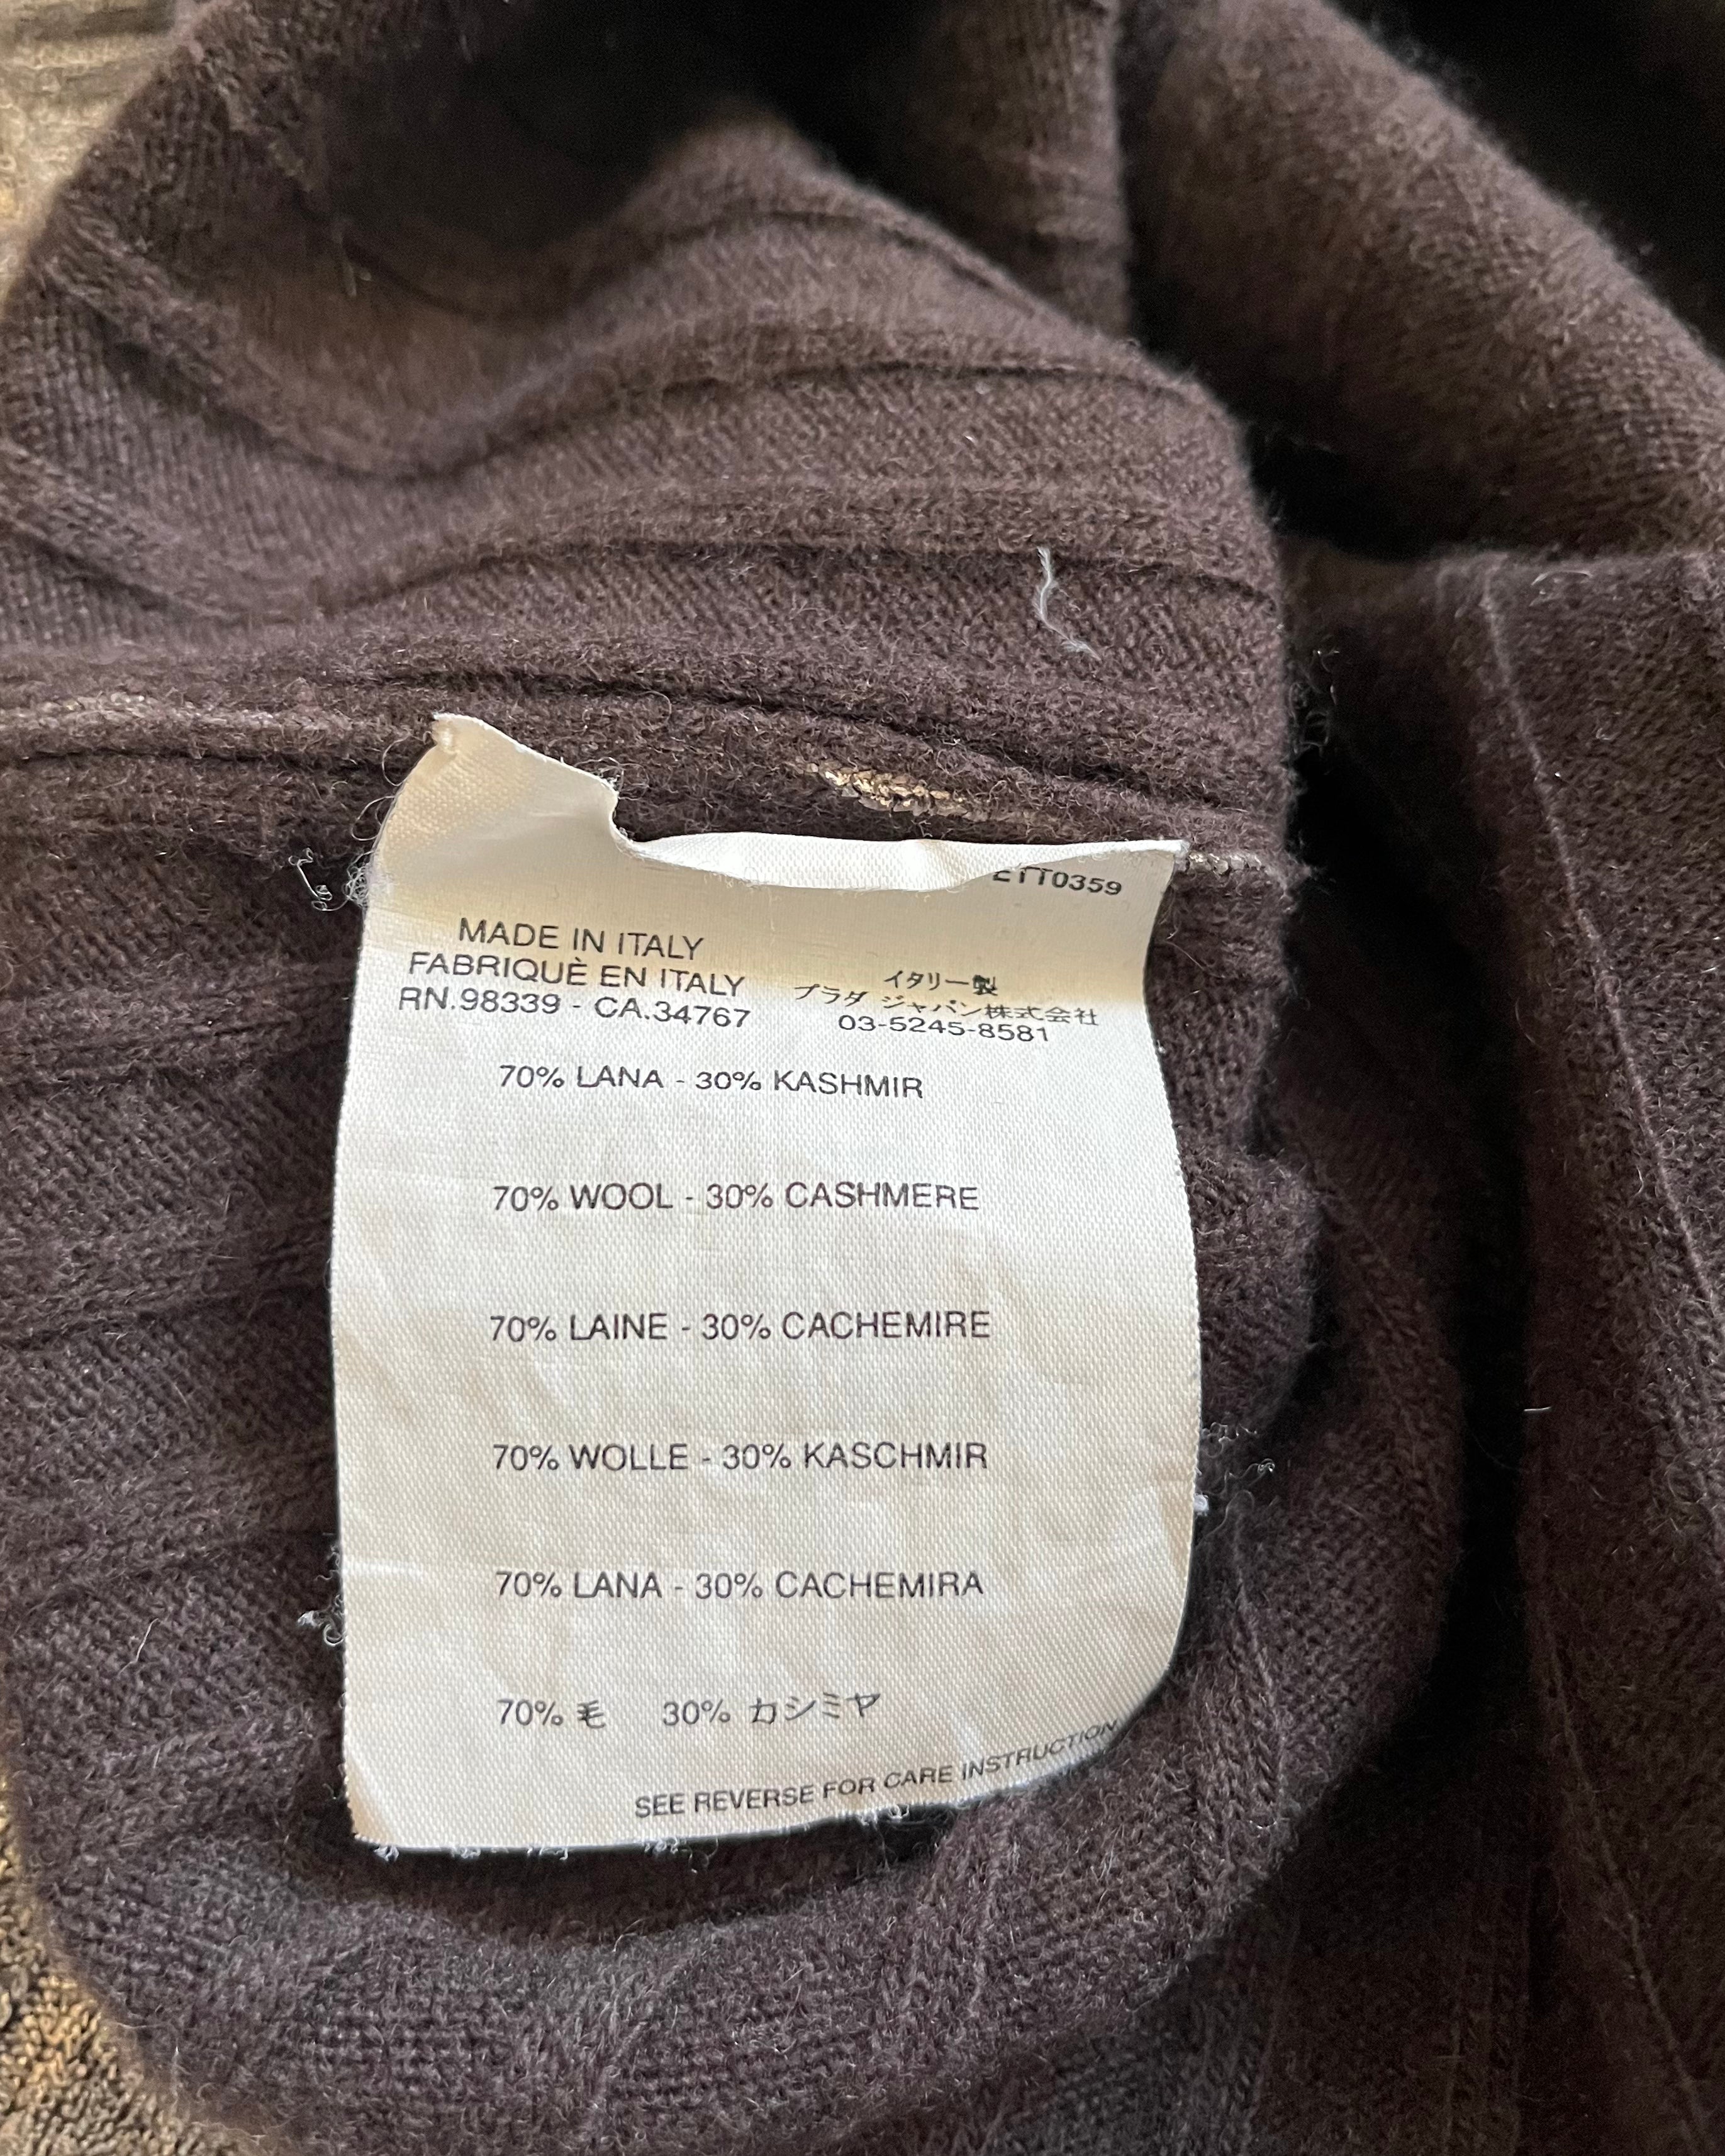 MADE IN ITALY
FABRIQUÈ EN ITALY
RN.98339 - CA.34767
イタリー製
プラダ ジャパン株式会社
03-5245-8581
70% LANA - 30% KASHMIR
70% WOOL - 30% CASHMERE
70% LAINE - 30% CACHEMIRE
70% WOLLE - 30% KASCHMIR
70% LANA - 30% CACHEMIRA
70% 毛 30% カシミヤ
SEE REVERSE FOR CARE INSTRUCTION